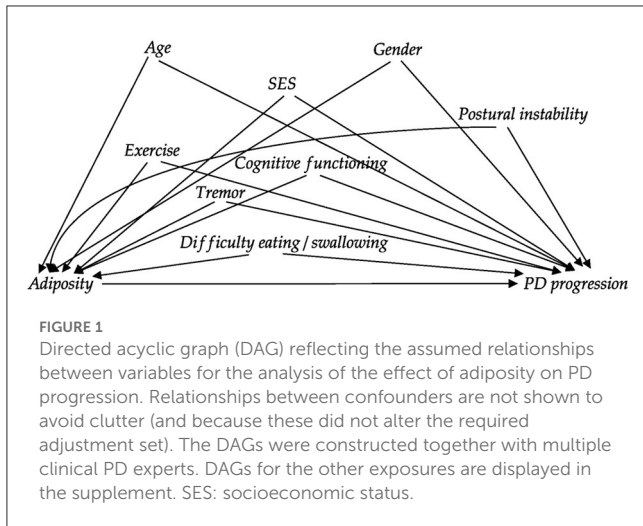 Age
Gender
SES
Postural instability
Exercise
Cognitive functioning
Tremor
Difficulty eating / swallowing
Adiposity
PD progression
FIGURE 1
Directed acyclic graph (DAG) reflecting the assumed relationships
between variables for the analysis of the effect of adiposity on PD
progression. Relationships between confounders are not shown to
avoid clutter (and because these did not alter the required
adjustment set). The DAGs were constructed together with multiple
clinical PD experts. DAGs for the other exposures are displayed in
the supplement. SES: socioeconomic status.